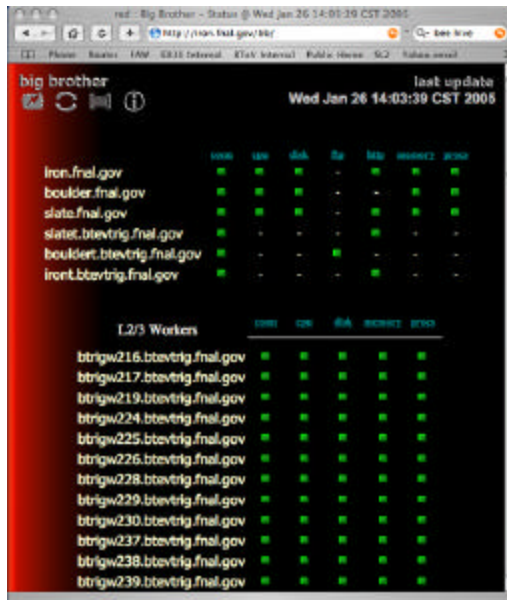 red : Big Brother - Status @ Wed Jan 26 14:03:39 CST 2005
big brother
last update
Wed Jan 26 14:03:39 CST 2005
conn cpu disk ftp http memory procs
iron.fnal.gov - 
boulder.fnal.gov - -
slate.fnal.gov -
slatet.btevtrig.fnal.gov - - - - -
bouldert.btevtrig.fnal.gov - - - - -
iront.btevtrig.fnal.gov - - - - -
L2/3 Workers
conn cpu disk memory procs
btrigw216.btevtrig.fnal.gov
btrigw217.btevtrig.fnal.gov
btrigw219.btevtrig.fnal.gov
btrigw224.btevtrig.fnal.gov
btrigw225.btevtrig.fnal.gov
btrigw226.btevtrig.fnal.gov
btrigw228.btevtrig.fnal.gov
btrigw229.btevtrig.fnal.gov
btrigw230.btevtrig.fnal.gov
btrigw237.btevtrig.fnal.gov
btrigw238.btevtrig.fnal.gov
btrigw239.btevtrig.fnal.gov